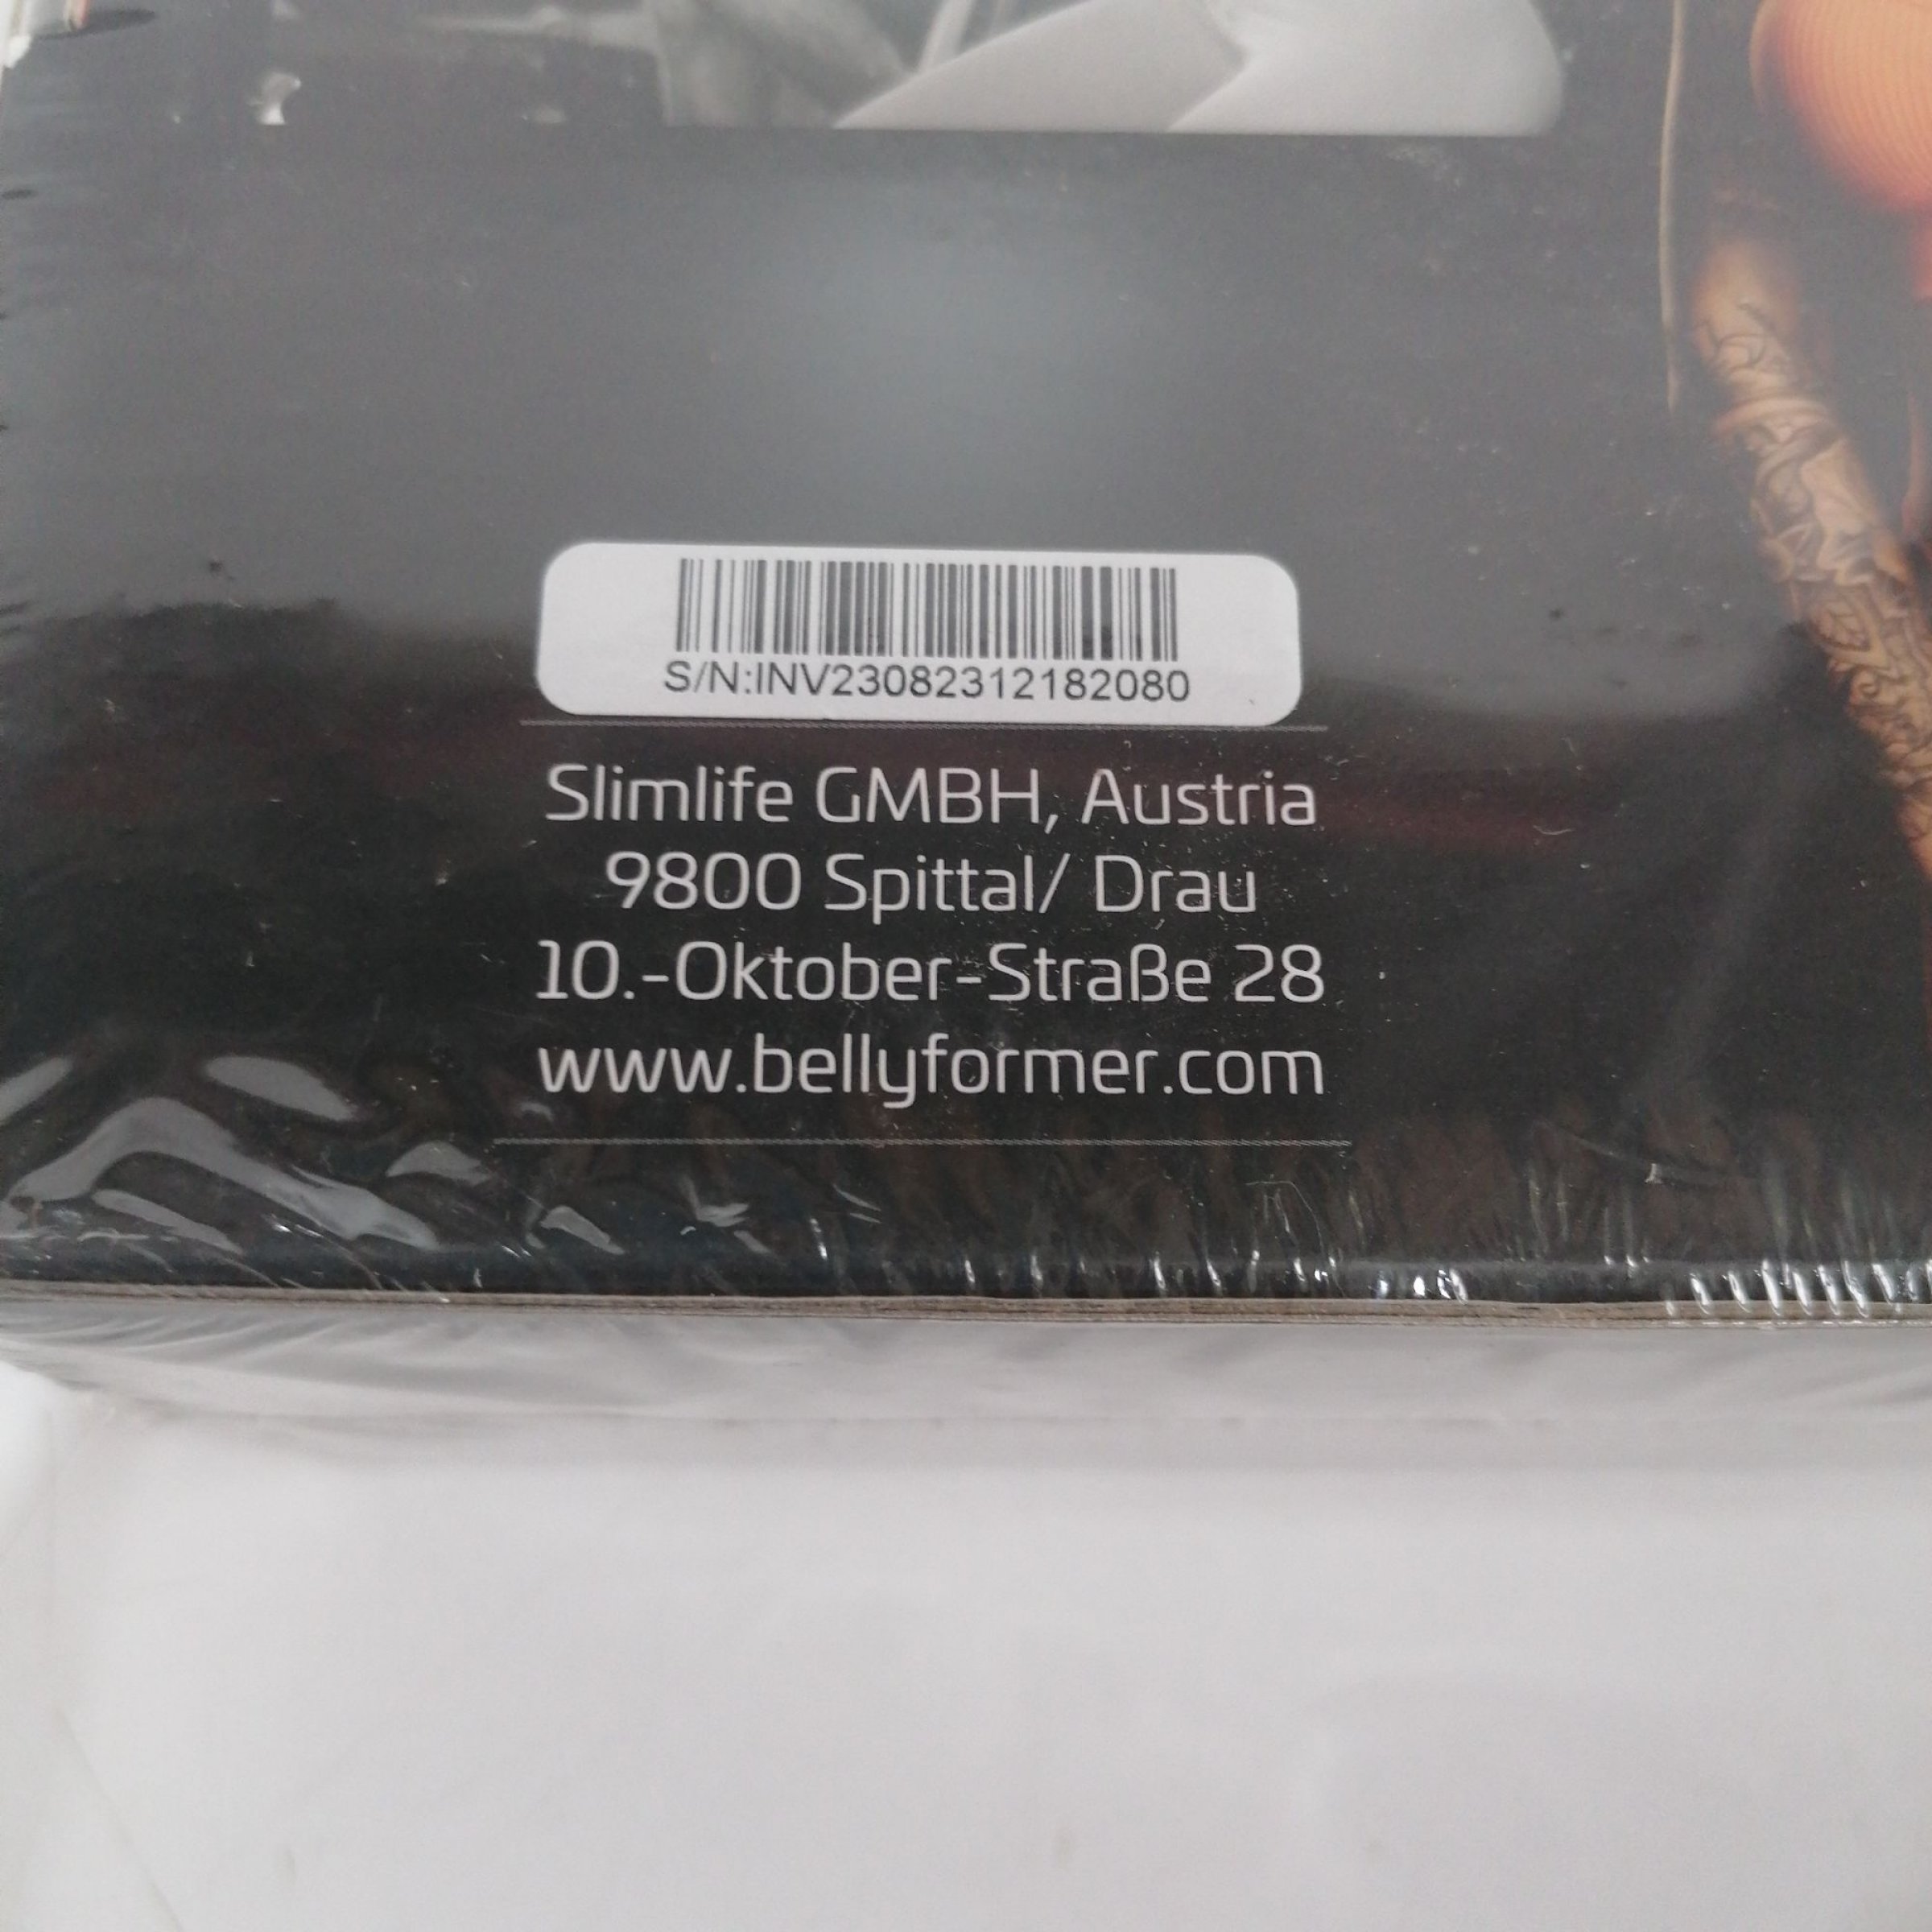 S/N:INV23082312182080
Slimlife GMBH, Austria
9800 Spittal/ Drau
10.-Oktober-Straße 28
www.bellyformer.com